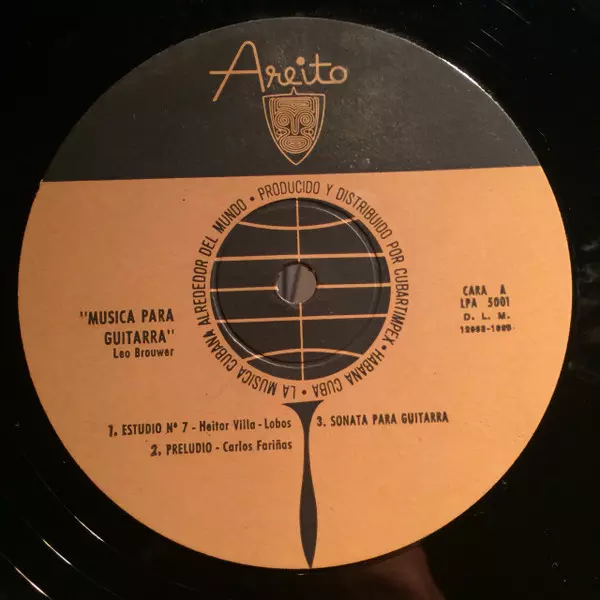 Areito
PRODUCIDO Y DISTRIBUIDO POR CUBARTIMPEX • HABANA CUBA • LA MUSICA CUBANA ALREDEDOR DEL MUNDO •
"MUSICA PARA
GUITARRA"
Leo Brouwer
CARA A
LPA 5001
D. L. M.
1. ESTUDIO Nº 7 - Heitor Villa - Lobos
2. PRELUDIO - Carlos Fariñas
3. SONATA PARA GUITARRA